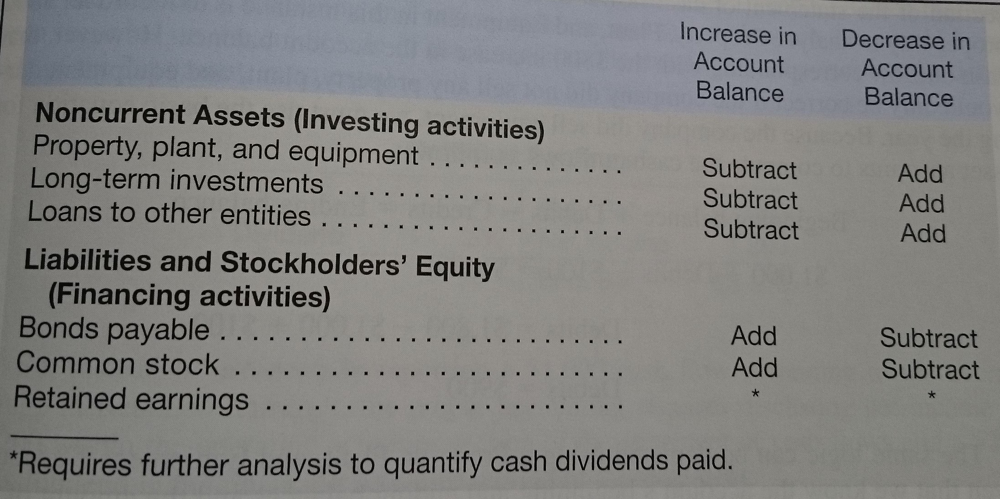 Increase in Account Balance Decrease in Account Balance
Noncurrent Assets (Investing activities)
Property, plant, and equipment . . . . . . . . . . . . . . Subtract Add
Long-term investments . . . . . . . . . . . . . . . . . . . Subtract Add
Loans to other entities . . . . . . . . . . . . . . . . . . . . Subtract Add
Liabilities and Stockholders’ Equity
(Financing activities)
Bonds payable . . . . . . . . . . . . . . . . . . . . . . . . . . Add Subtract
Common stock . . . . . . . . . . . . . . . . . . . . . . . . . Add Subtract
Retained earnings . . . . . . . . . . . . . . . . . . . . . . . * *
*Requires further analysis to quantify cash dividends paid.